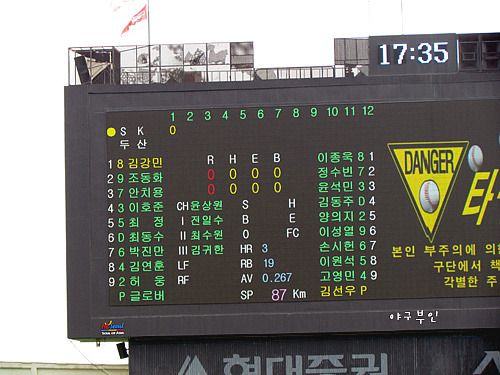 17:35
1 2 3 4 5 6 7 8 9 10 11 12
S K 0
두 산
1 8 김강민 R H E B 이종욱 8 1
2 9 조동화 0 0 0 0 정수빈 7 2
3 7 안치용 0 0 0 0 윤석민 3 3
4 3 이호준 CH 윤상원 S H 김동주 D 4
5 5 최 정 I 진일수 B E 양의지 2 5
6 D 최동수 II 최수원 O FC 이성열 9 6
7 6 박진만 III 김귀한 HR 3 손시헌 6 7
8 4 김연훈 LF RB 19 이원석 5 8
9 2 허 웅 RF AV 0.267 고영민 4 9
P 글로버 SP 87 Km 김선우 P
DANGER
타
본인 부주의에 의
구단에서 책
각별한 주
야구부인
현대증권